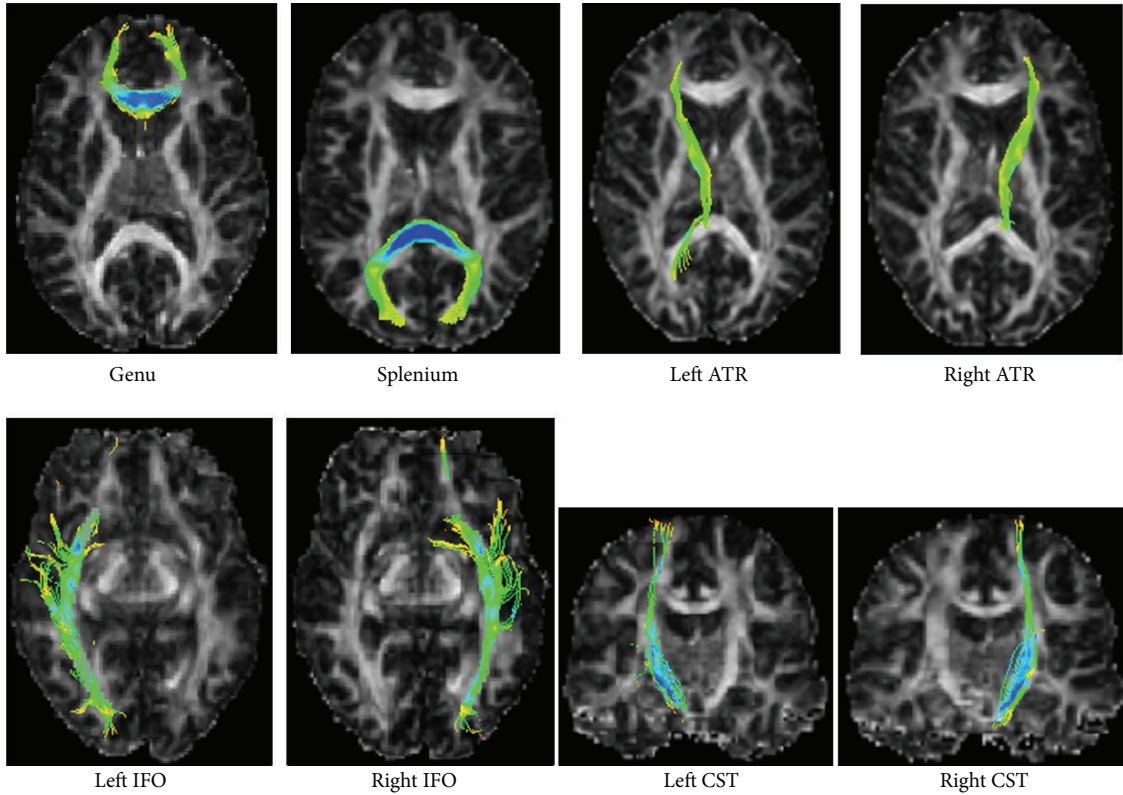 Genu
Splenium
Left ATR
Right ATR
Left IFO
Right IFO
Left CST
Right CST